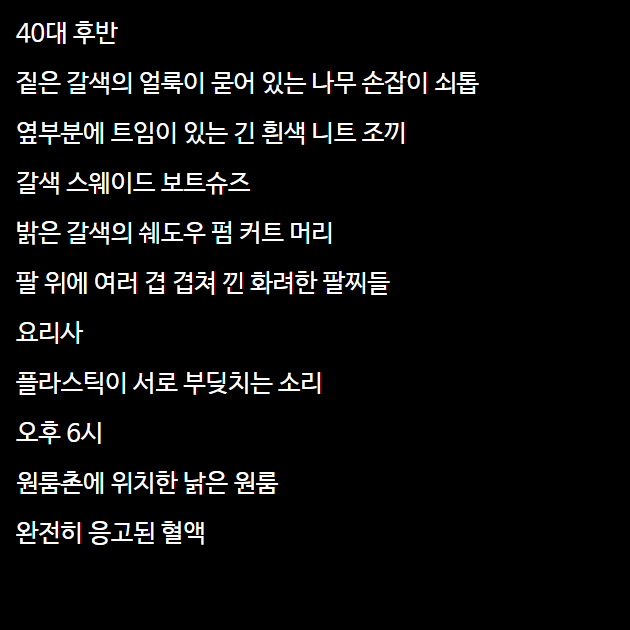 40대 후반
짙은 갈색의 얼룩이 묻어 있는 나무 손잡이 쇠톱
옆부분에 트임이 있는 긴 흰색 니트 조끼
갈색 스웨이드 보트슈즈
밝은 갈색의 쉐도우 펌 커트 머리
팔 위에 여러 겹 겹쳐 낀 화려한 팔찌들
요리사
플라스틱이 서로 부딪치는 소리
오후 6시
원룸촌에 위치한 낡은 원룸
완전히 응고된 혈액